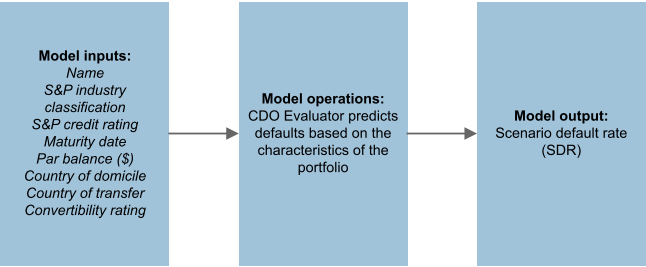 Model inputs:
Name
S&P industry
classification
S&P credit rating
Maturity date
Par balance ($)
Country of domicile
Country of transfer
Convertibility rating
Model operations:
CDO Evaluator predicts
defaults based on the
characteristics of the
portfolio
Model output:
Scenario default rate
(SDR)